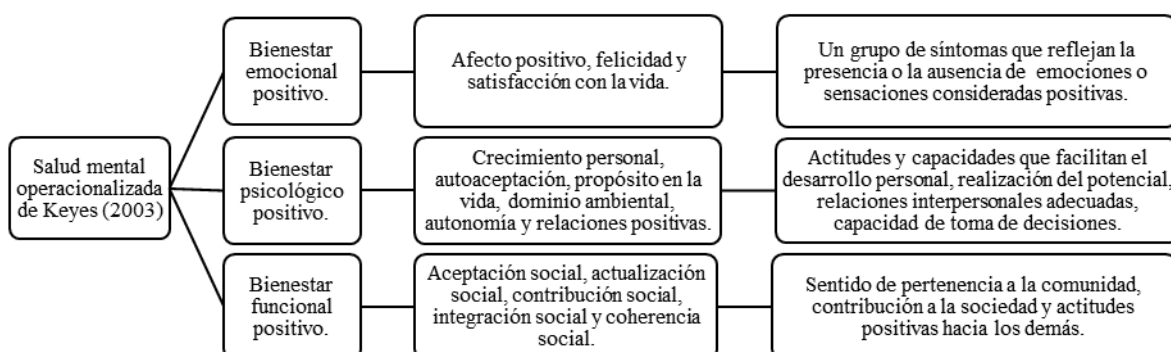 Salud mental
operacionalizada
de Keyes (2003)
Bienestar
emocional
positivo.
Afecto positivo, felicidad y
satisfacción con la vida.
Un grupo de síntomas que reflejan la
presencia o la ausencia de emociones o
sensaciones consideradas positivas.
Bienestar
psicológico
positivo.
Crecimiento personal,
autoaceptación, propósito en la
vida, dominio ambiental,
autonomía y relaciones positivas.
Actitudes y capacidades que facilitan el
desarrollo personal, realización del potencial,
relaciones interpersonales adecuadas,
capacidad de toma de decisiones.
Bienestar
funcional
positivo.
Aceptación social, actualización
social, contribución social,
integración social y coherencia
social.
Sentido de pertenencia a la comunidad,
contribución a la sociedad y actitudes
positivas hacia los demás.